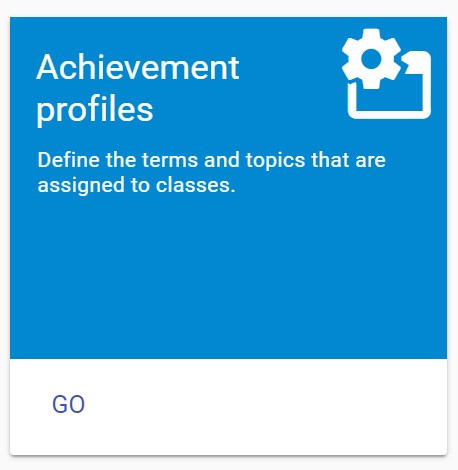 Achievement
profiles
Define the terms and topics that are
assigned to classes.
GO